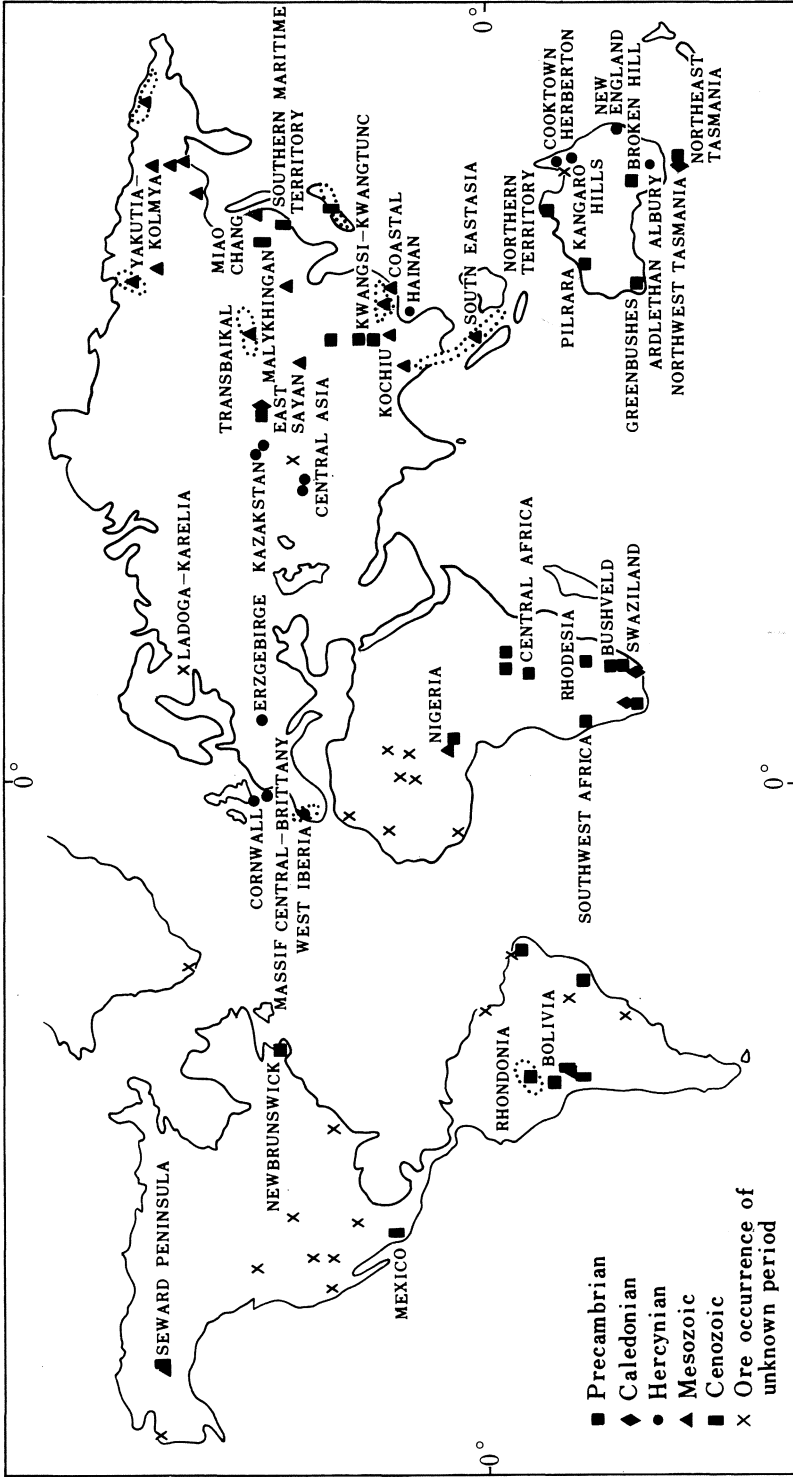 SEWARD PENINSULA
NEWBRUNSWICK
MEXICO
RHONDONIA
BOLIVIA
CORNWALL
MASSIF CENTRAL-BRITTANY
WEST IBERIA
ERZGEBIRGE
LADOGA-KARELIA
NIGERIA
CENTRAL AFRICA
RHODESIA
BUSHVELD
SWAZILAND
SOUTHWEST AFRICA
KAZAKSTAN
CENTRAL ASIA
EAST
SAYAN
TRANSBAIKAL
MALYKHINGAN
YAKUTIA-
KOLMYA
MIAO
CHANG
SOUTHERN MARITIME
TERRITORY
KWANGSI-KWANGTUNC
COASTAL
HAINAN
KOCHIU
SOUTN EASTASIA
NORTHERN
TERRITORY
PILRARA
KANGARO
HILLS
COOKTOWN
HERBERTON
NEW
ENGLAND
BROKEN HILL
GREENBUSHES
ARDLETHAN ALBURY
NORTHWEST TASMANIA
NORTHEAST
TASMANIA
0°
0°
0°
0°
Precambrian
Caledonian
Hercynian
Mesozoic
Cenozoic
× Ore occurrence of
unknown period